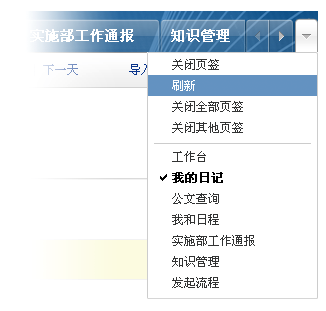 实施部工作通报 知识管理
下一天 导入
关闭页签
刷新
关闭全部页签
关闭其他页签
工作台
我的日记
公文查询
我和日程
实施部工作通报
知识管理
发起流程